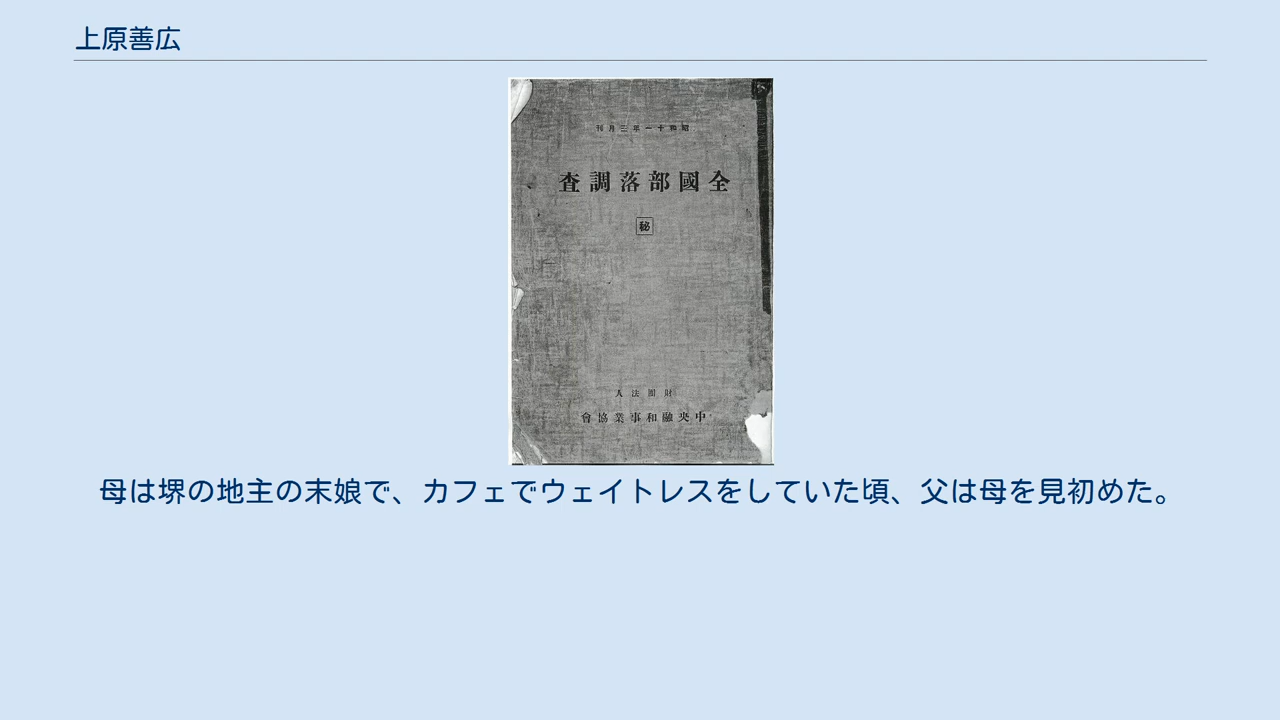 上原善広
昭和十一年三月刊
全國部落調査
秘
財團法人
中央融和事業協會
母は堺の地主の末娘で、カフェでウェイトレスをしていた頃、父は母を見初めた。